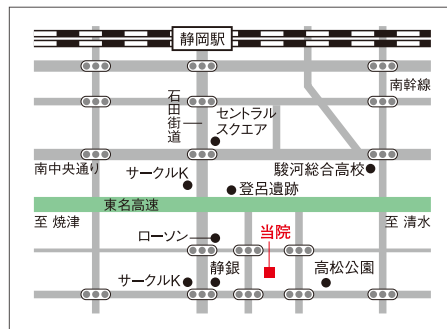 静岡駅
南幹線
石田街道
セントラル
スクエア
南中央通り
サークルK
駿河総合高校
登呂遺跡
東名高速
至 焼津
至 清水
ローソン
当院
サークルK
静銀
高松公園